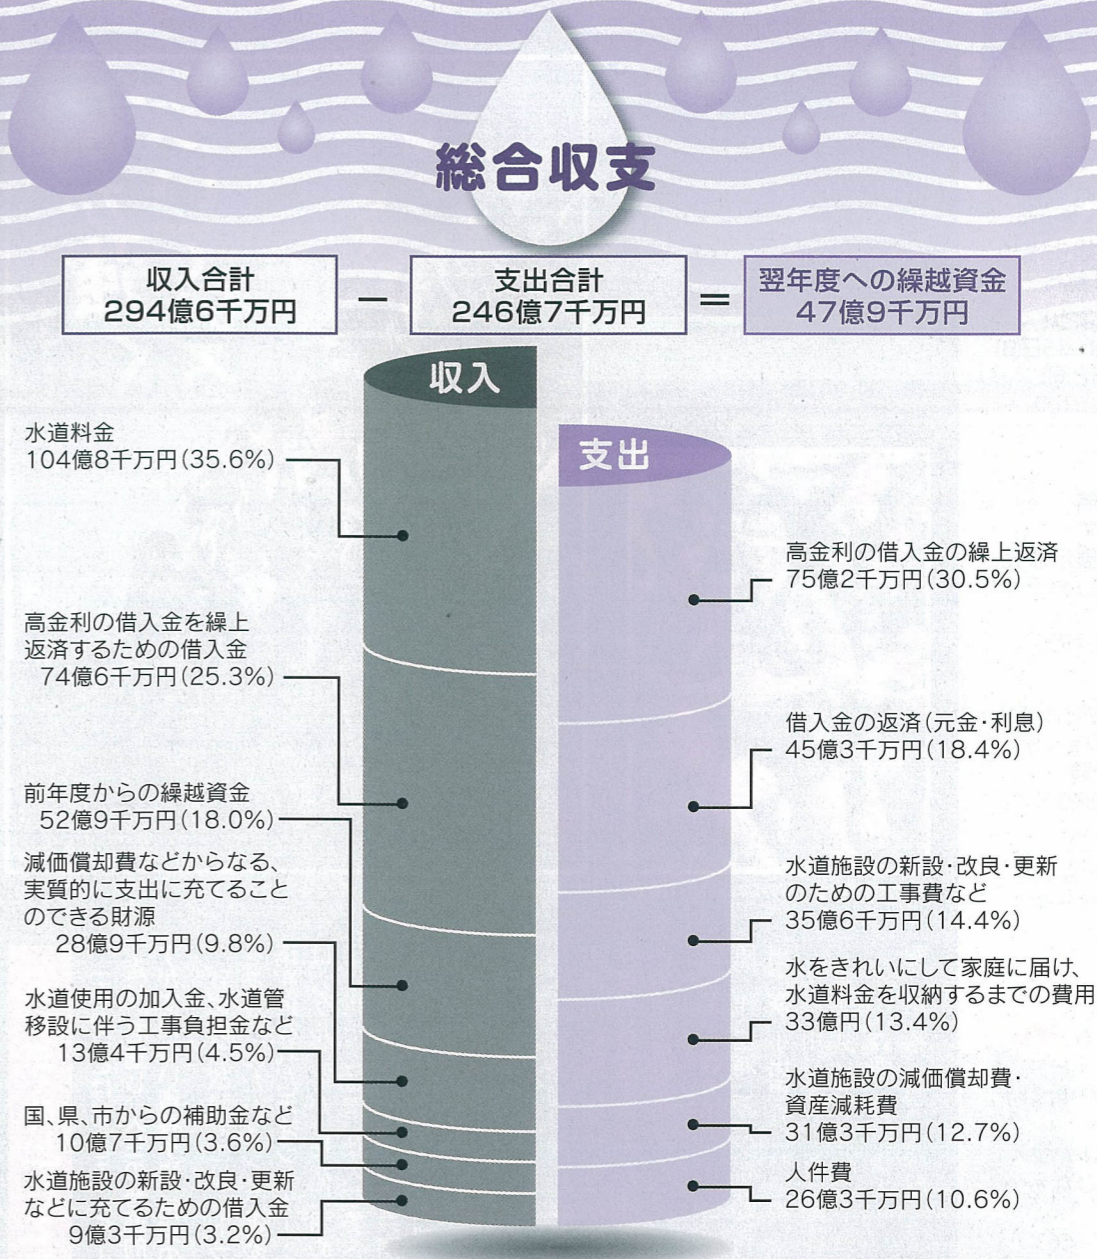 総合収支
収入合計
294億6千万円
−
支出合計
246億7千万円
=
翌年度への繰越資金
47億9千万円
収入
水道料金
104億8千万円(35.6%)
高金利の借入金を繰上
返済するための借入金
74億6千万円(25.3%)
前年度からの繰越資金
52億9千万円(18.0%)
減価償却費などからなる、
実質的に支出に充てること
のできる財源
28億9千万円(9.8%)
水道使用の加入金、水道管
移設に伴う工事負担金など
13億4千万円(4.5%)
国、県、市からの補助金など
10億7千万円(3.6%)
水道施設の新設・改良・更新
などに充てるための借入金
9億3千万円(3.2%)
支出
高金利の借入金の繰上返済
75億2千万円(30.5%)
借入金の返済(元金・利息)
45億3千万円(18.4%)
水道施設の新設・改良・更新
のための工事費など
35億6千万円(14.4%)
水をきれいにして家庭に届け、
水道料金を収納するまでの費用
33億円(13.4%)
水道施設の減価償却費・
資産減耗費
31億3千万円(12.7%)
人件費
26億3千万円(10.6%)